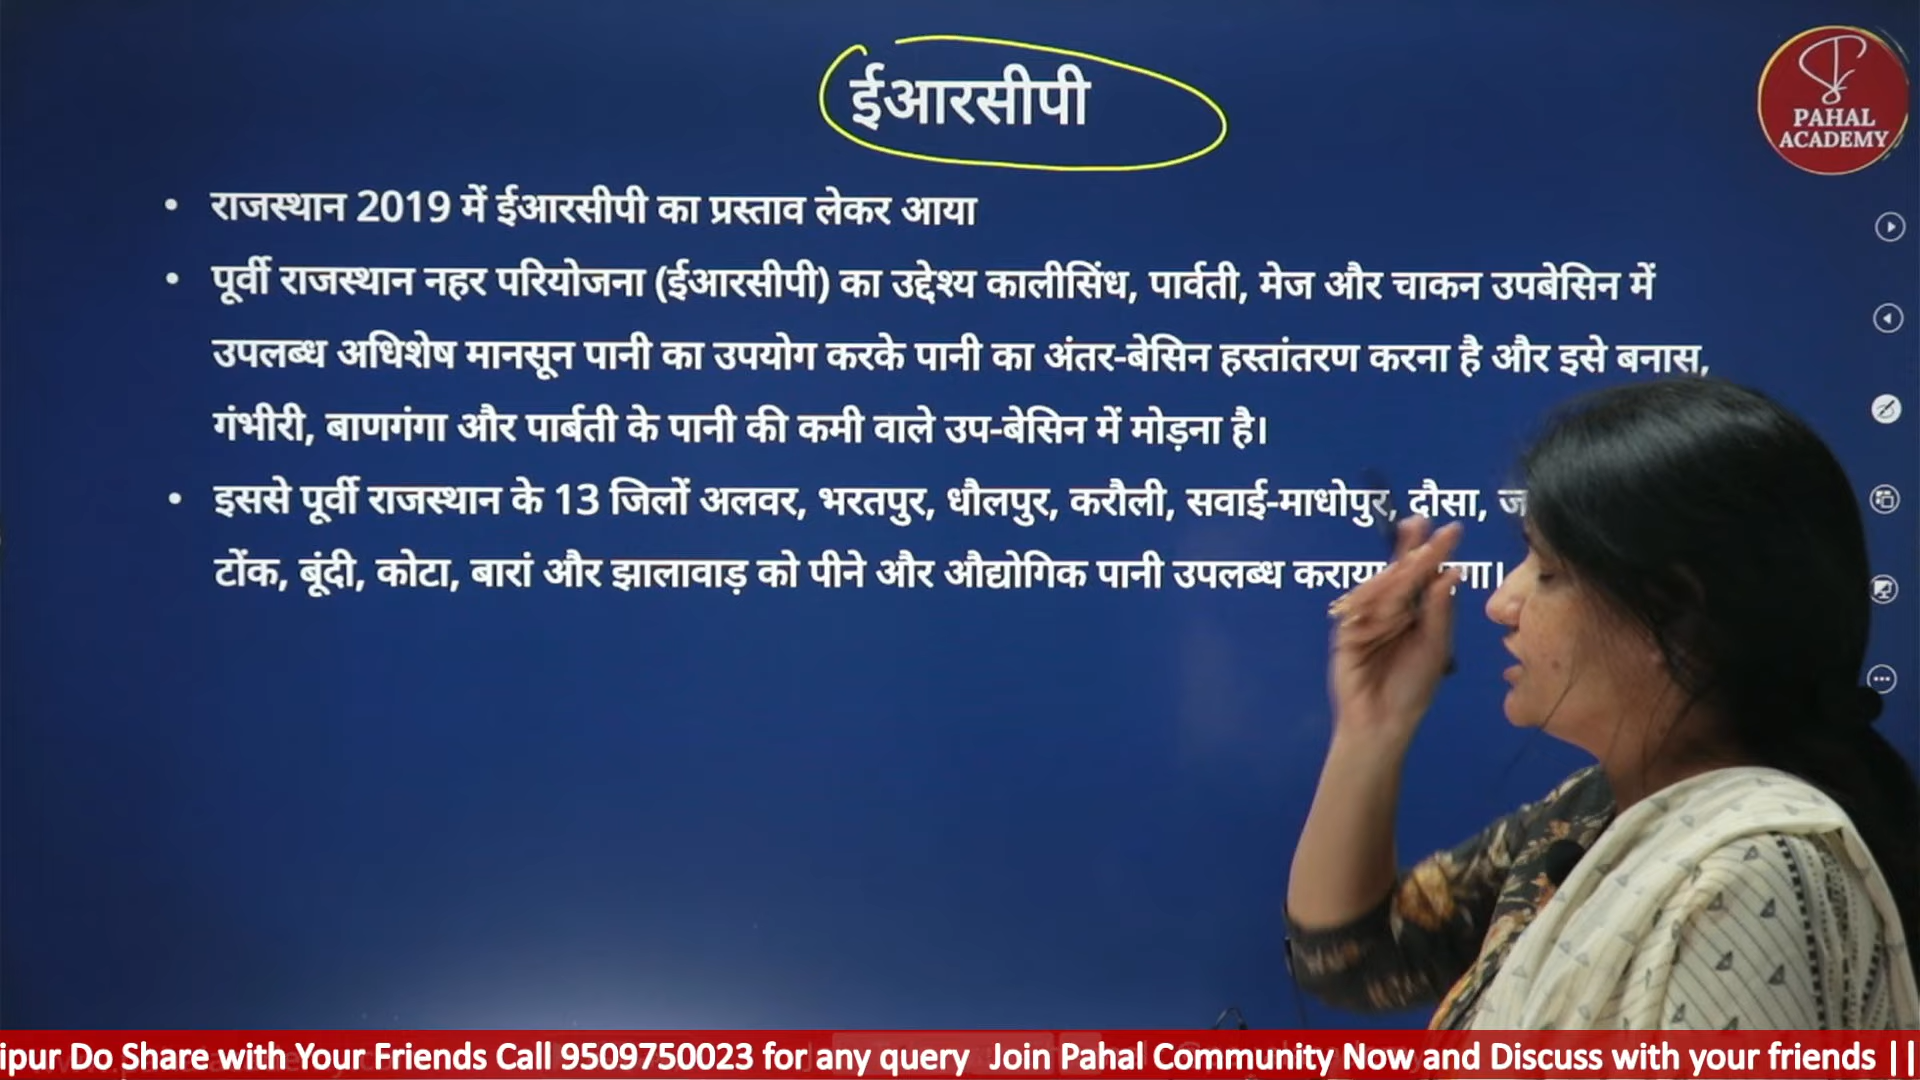 ईआरसीपी
PAHAL
ACADEMY
• राजस्थान 2019 में ईआरसीपी का प्रस्ताव लेकर आया
• पूर्वी राजस्थान नहर परियोजना (ईआरसीपी) का उद्देश्य कालीसिंध, पार्वती, मेज और चाकन उपबेसिन में
उपलब्ध अधिशेष मानसून पानी का उपयोग करके पानी का अंतर-बेसिन हस्तांतरण करना है और इसे बनास,
गंभीरी, बाणगंगा और पार्बती के पानी की कमी वाले उप-बेसिन में मोड़ना है।
• इससे पूर्वी राजस्थान के 13 जिलों अलवर, भरतपुर, धौलपुर, करौली, सवाई-माधोपुर, दौसा,
टोंक, बूंदी, कोटा, बारां और झालावाड़ को पीने और औद्योगिक पानी उपलब्ध
ipur Do Share with Your Friends Call 9509750023 for any query Join Pahal Community Now and Discuss with your friends ||